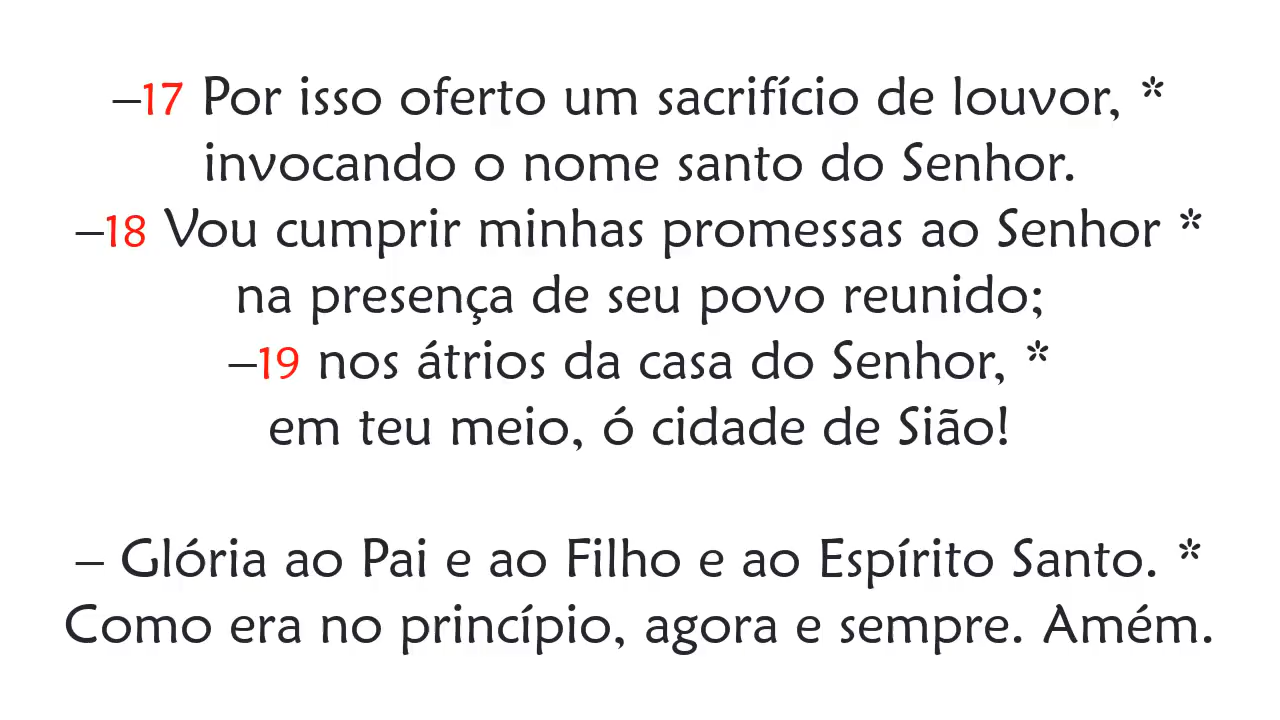 –17 Por isso oferto um sacrifício de louvor, *
invocando o nome santo do Senhor.
–18 Vou cumprir minhas promessas ao Senhor *
na presença de seu povo reunido;
–19 nos átrios da casa do Senhor, *
em teu meio, ó cidade de Sião!
– Glória ao Pai e ao Filho e ao Espírito Santo. *
Como era no princípio, agora e sempre. Amém.